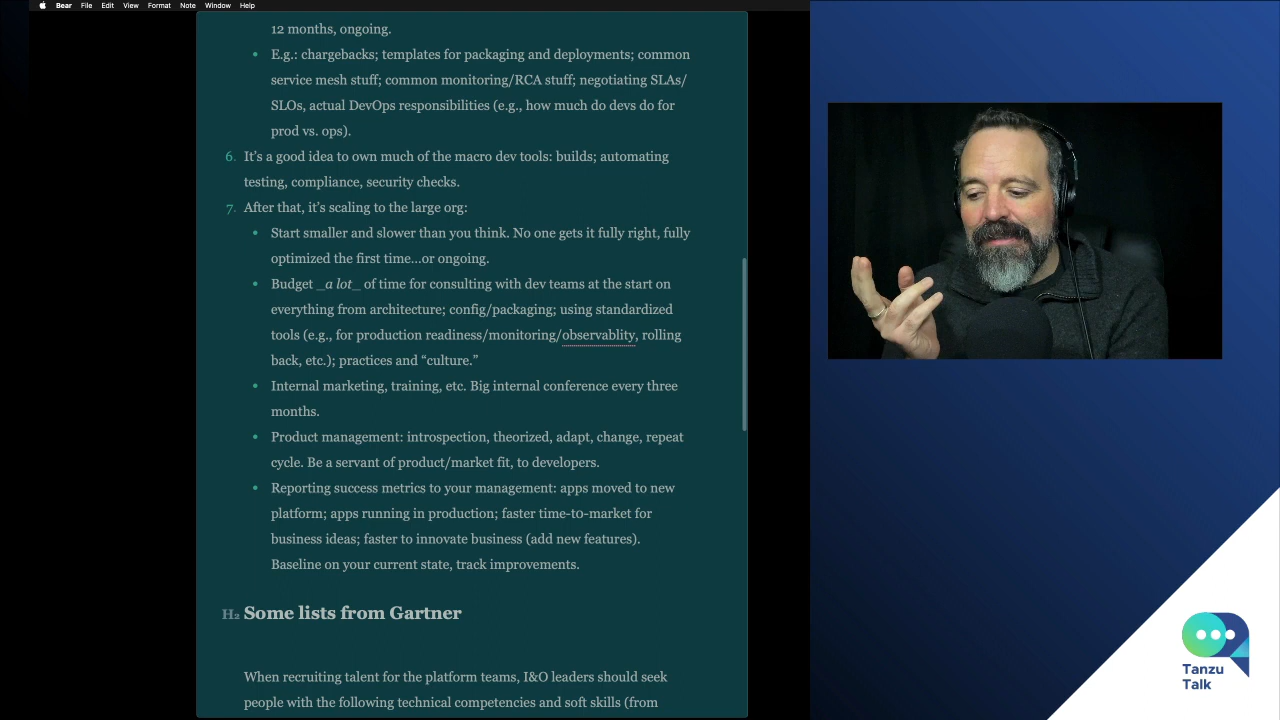 Bear File Edit View Format Note Window Help
12 months, ongoing.
• E.g.: chargebacks; templates for packaging and deployments; common
service mesh stuff; common monitoring/RCA stuff; negotiating SLAs/
SLOs, actual DevOps responsibilities (e.g., how much do devs do for
prod vs. ops).
6. It's a good idea to own much of the macro dev tools: builds; automating
testing, compliance, security checks.
7. After that, it's scaling to the large org:
• Start smaller and slower than you think. No one gets it fully right, fully
optimized the first time...or ongoing.
• Budget _a lot_ of time for consulting with dev teams at the start on
everything from architecture; config/packaging; using standardized
tools (e.g., for production readiness/monitoring/observablity, rolling
back, etc.); practices and “culture.”
• Internal marketing, training, etc. Big internal conference every three
months.
• Product management: introspection, theorized, adapt, change, repeat
cycle. Be a servant of product/market fit, to developers.
• Reporting success metrics to your management: apps moved to new
platform; apps running in production; faster time-to-market for
business ideas; faster to innovate business (add new features).
Baseline on your current state, track improvements.
H2 Some lists from Gartner
When recruiting talent for the platform teams, I&O leaders should seek
people with the following technical competencies and soft skills (from
Tanzu
Talk